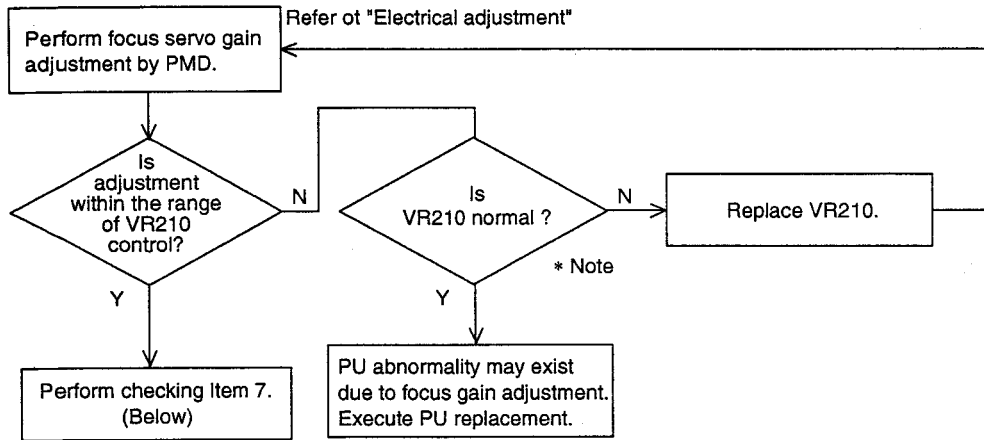 Refer ot "Electrical adjustment"
Perform focus servo gain
adjustment by PMD.
Is
adjustment
within the range
of VR210
control?
N
Y
Is
VR210 normal ?
N
* Note
Y
Replace VR210.
Perform checking Item 7.
(Below)
PU abnormality may exist
due to focus gain adjustment.
Execute PU replacement.